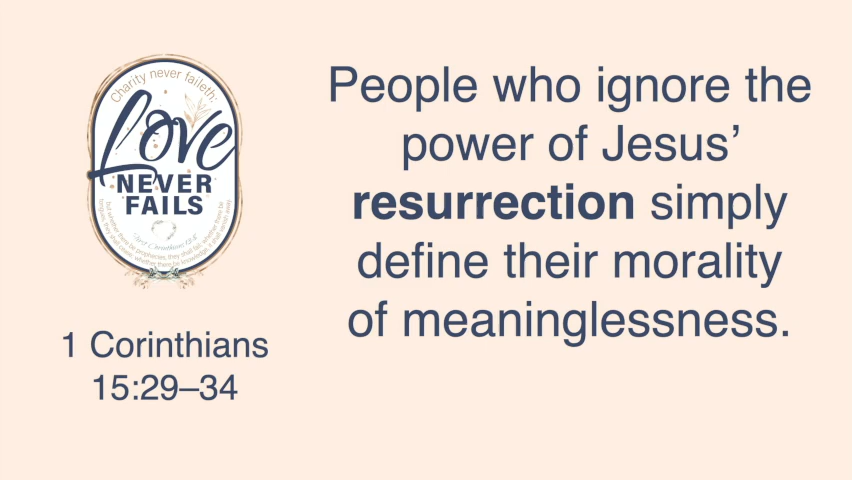 Charity never faileth:
Love
NEVER
FAILS
1 Corinthians
15:29–34
People who ignore the
power of Jesus’
resurrection simply
define their morality
of meaninglessness.